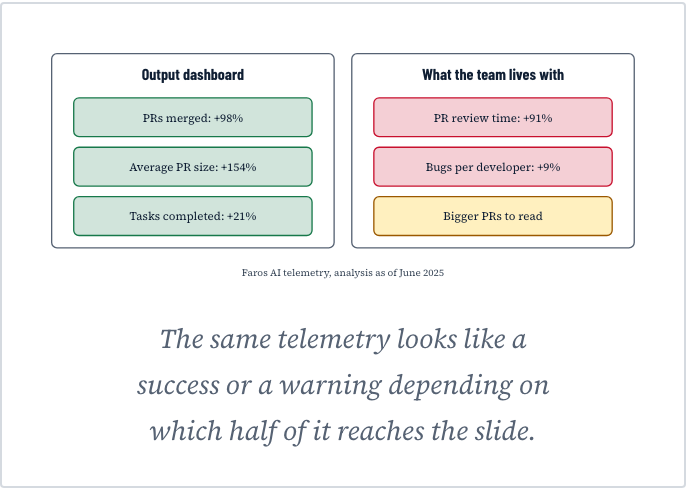 Output dashboard
PRs merged: +98%
Average PR size: +154%
Tasks completed: +21%
What the team lives with
PR review time: +91%
Bugs per developer: +9%
Bigger PRs to read
Faros AI telemetry, analysis as of June 2025
The same telemetry looks like a
success or a warning depending on
which half of it reaches the slide.